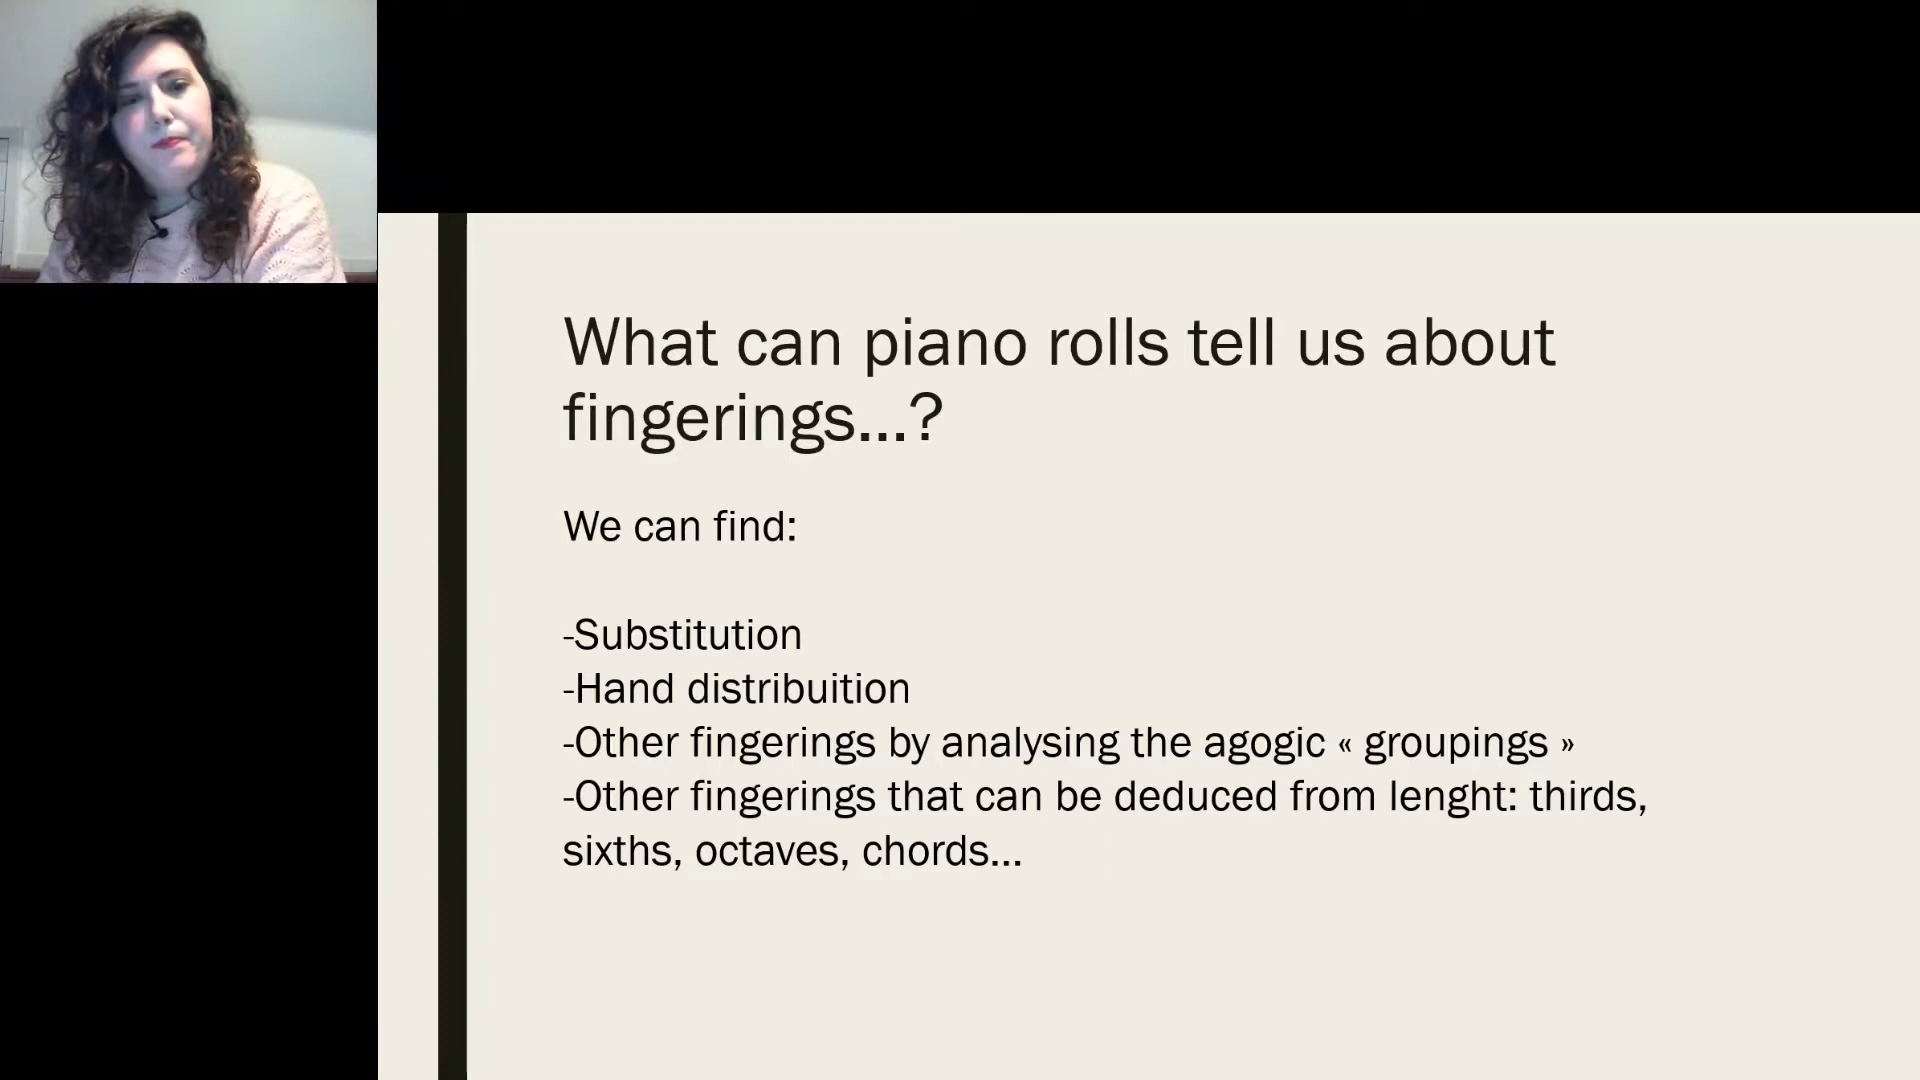 What can piano rolls tell us about
fingerings...?
We can find:
-Substitution
-Hand distribuition
-Other fingerings by analysing the agogic « groupings »
-Other fingerings that can be deduced from lenght: thirds,
sixths, octaves, chords...